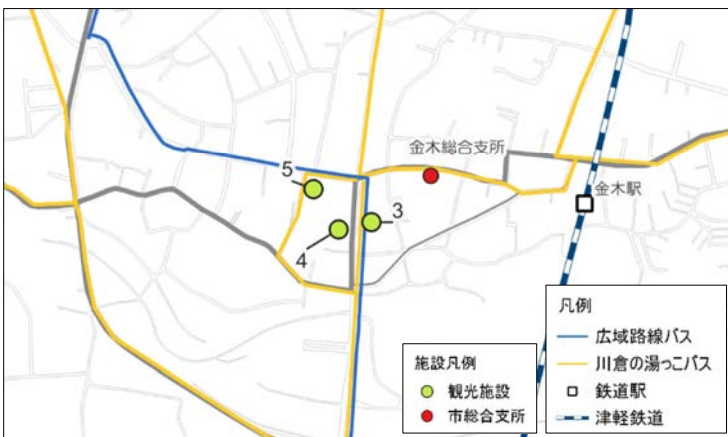 金木総合支所
5
金木駅
3
4
凡例
広域路線バス
川倉の湯っこバス
鉄道駅
津軽鉄道
施設凡例
観光施設
市総合支所